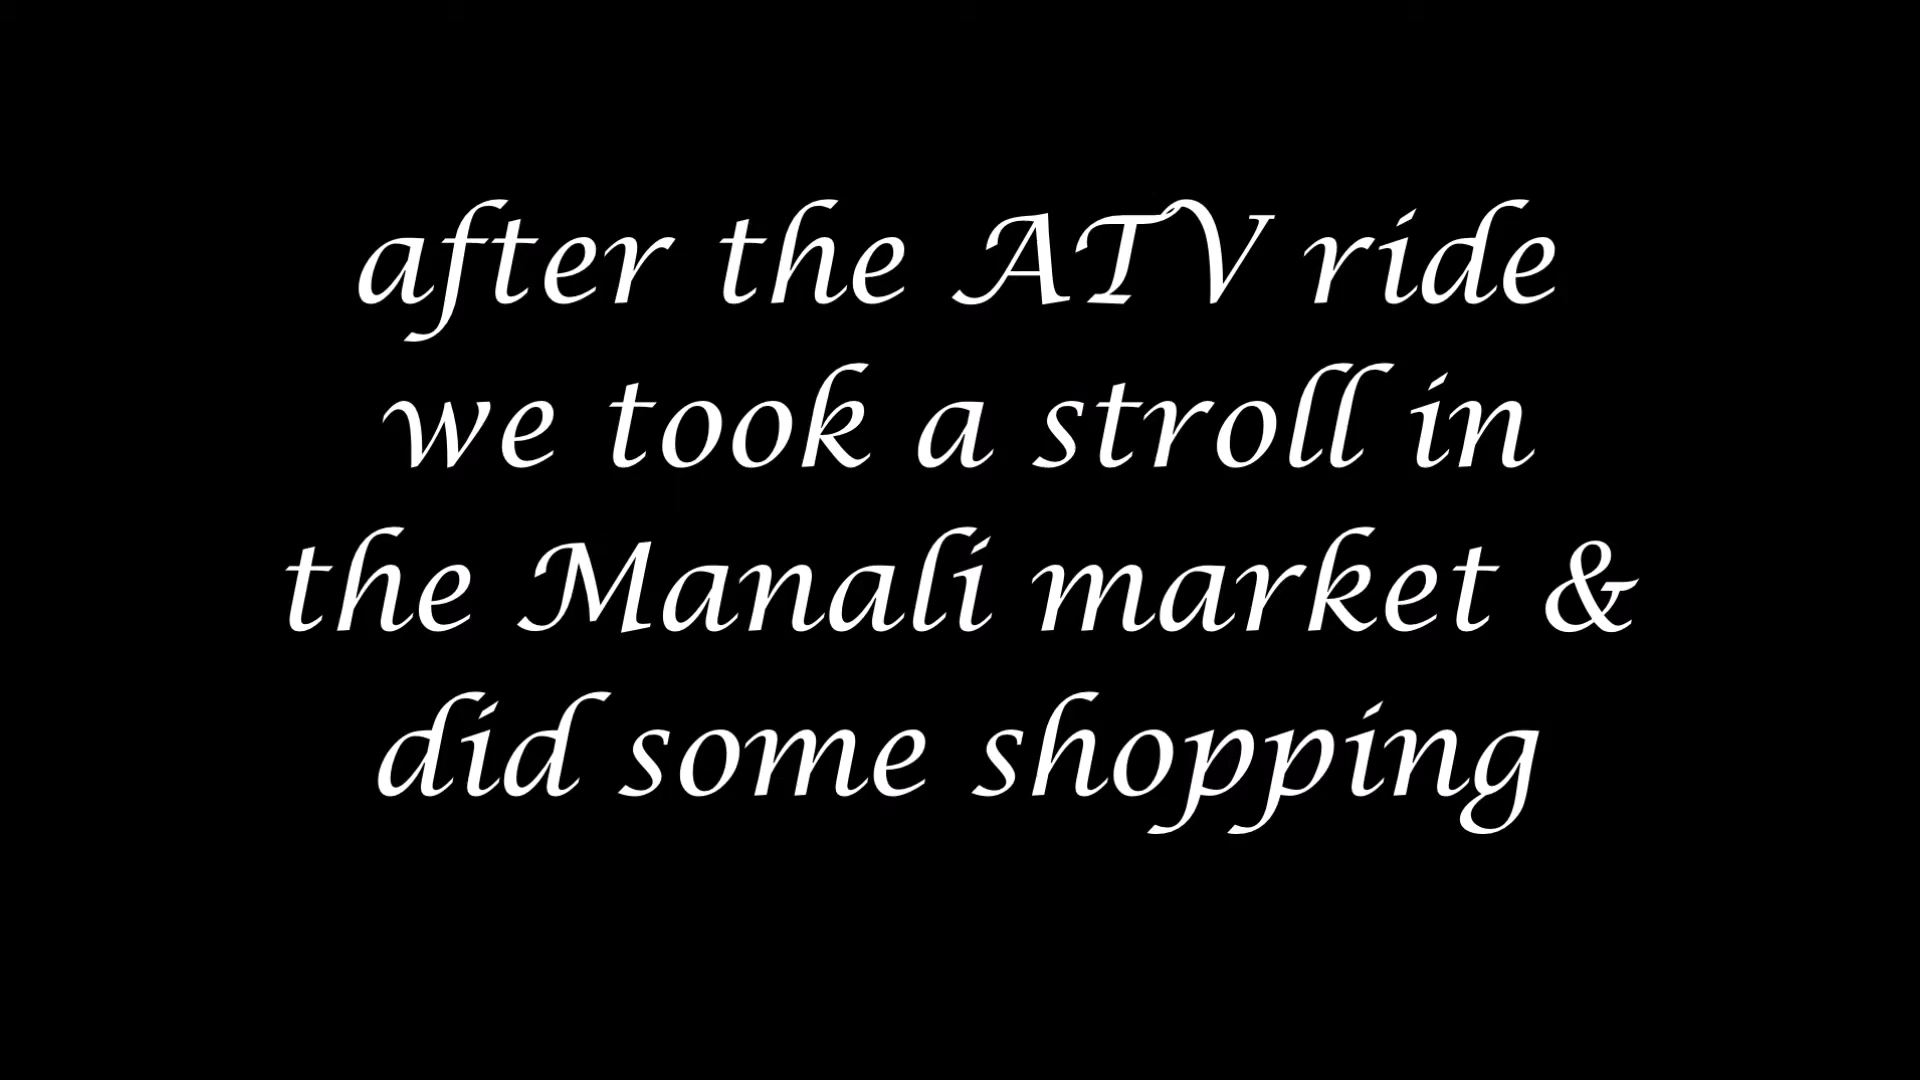 after the ATV ride
we took a stroll in
the Manali market &
did some shopping